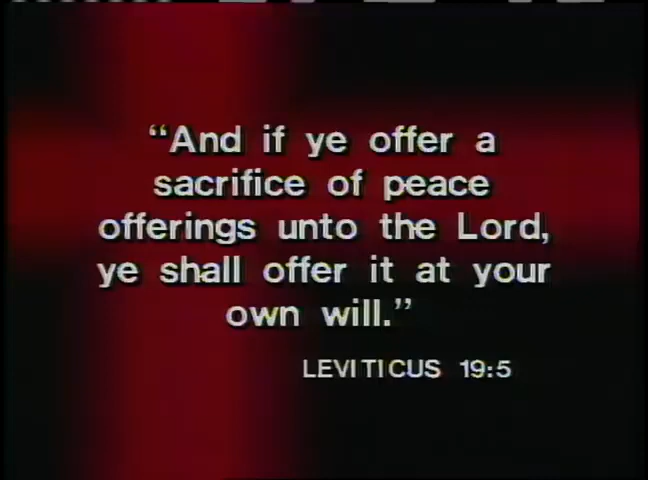 “And if ye offer a
sacrifice of peace
offerings unto the Lord,
ye shall offer it at your
own will.”
LEVITICUS 19:5